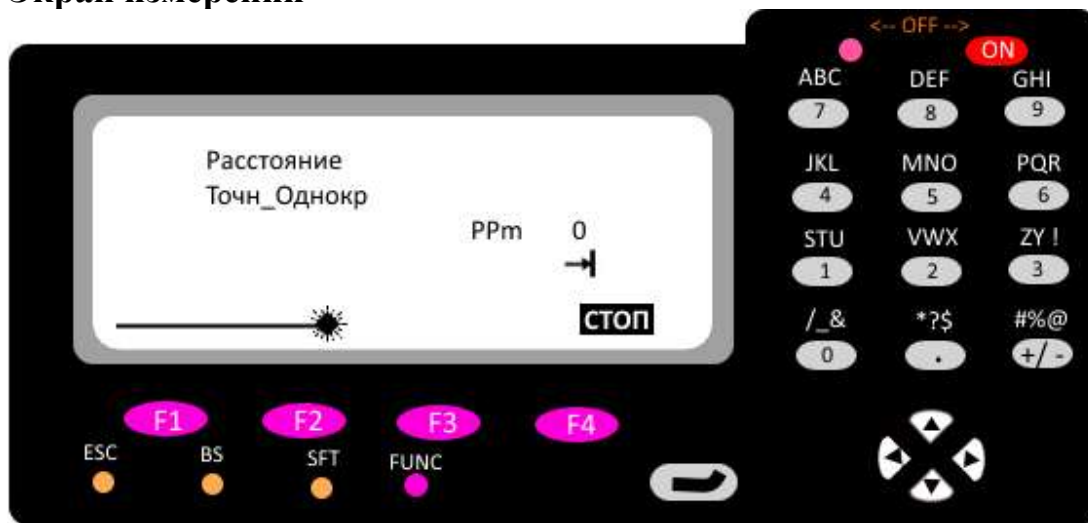 Экран измерений
<-- OFF -->
ON
ABC DEF GHI
7 8 9
JKL MNO PQR
4 5 6
STU VWX ZY !
1 2 3
/_& *?$ #%@
0 . +/-
Расстояние
Точн_Однокр
PPm 0
СТОП
F1 F2 F3 F4
ESC BS SFT FUNC